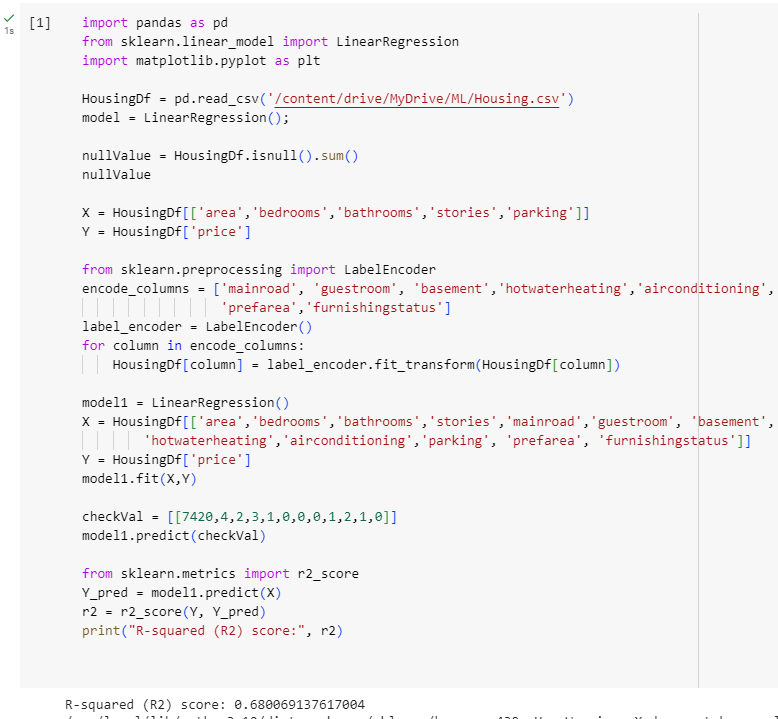 [1] import pandas as pd
1s from sklearn.linear_model import LinearRegression
import matplotlib.pyplot as plt
HousingDf = pd.read_csv('/content/drive/MyDrive/ML/Housing.csv')
model = LinearRegression();
nullValue = HousingDf.isnull().sum()
nullValue
X = HousingDf[['area','bedrooms','bathrooms','stories','parking']]
Y = HousingDf['price']
from sklearn.preprocessing import LabelEncoder
encode_columns = ['mainroad', 'guestroom', 'basement','hotwaterheating','airconditioning',
'prefarea','furnishingstatus']
label_encoder = LabelEncoder()
for column in encode_columns:
HousingDf[column] = label_encoder.fit_transform(HousingDf[column])
model1 = LinearRegression()
X = HousingDf[['area','bedrooms','bathrooms','stories','mainroad','guestroom', 'basement',
'hotwaterheating','airconditioning','parking', 'prefarea', 'furnishingstatus']]
Y = HousingDf['price']
model1.fit(X,Y)
checkVal = [[7420,4,2,3,1,0,0,0,1,2,1,0]]
model1.predict(checkVal)
from sklearn.metrics import r2_score
Y_pred = model1.predict(X)
r2 = r2_score(Y, Y_pred)
print("R-squared (R2) score:", r2)
R-squared (R2) score: 0.680069137617004